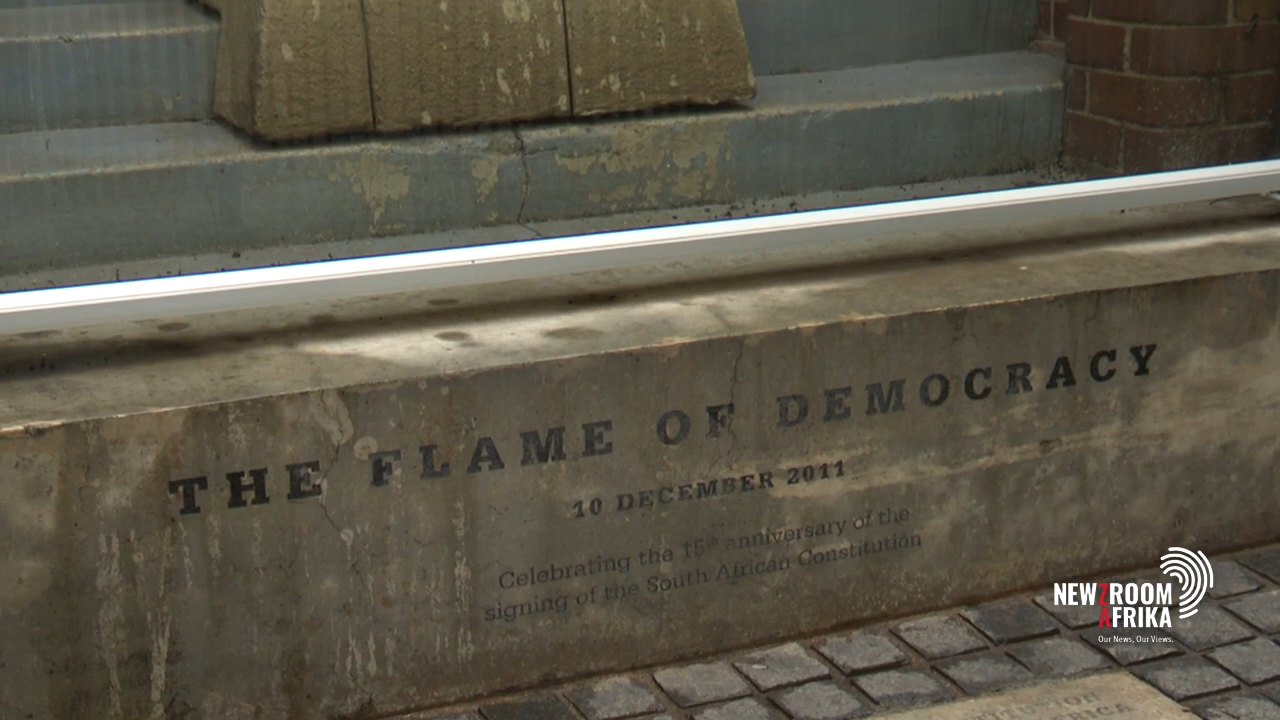 THE FLAME OF DEMOCRACY
10 DECEMBER 2011
Celebrating the 15th anniversary of the
signing of the South African Constitution
NEWZROOM
AFRIKA
Our News, Our Views.